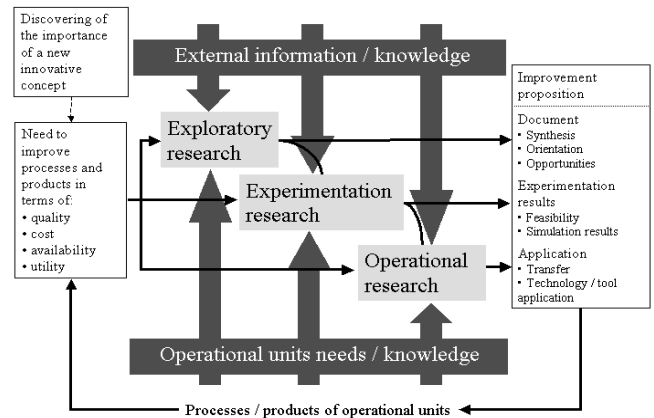 Discovering of
the importance
of a new
innovative
concept
External information / knowledge
Need to
improve
processes and
products in
terms of:
• quality
• cost
• availability
• utility
Exploratory
research
Experimentation
research
Operational
research
Improvement
proposition
Document
• Synthesis
• Orientation
• Opportunities
Experimentation
results
• Feasibility
• Simulation results
Application
• Transfer
• Technology / tool
application
Operational units needs / knowledge
Processes / products of operational units